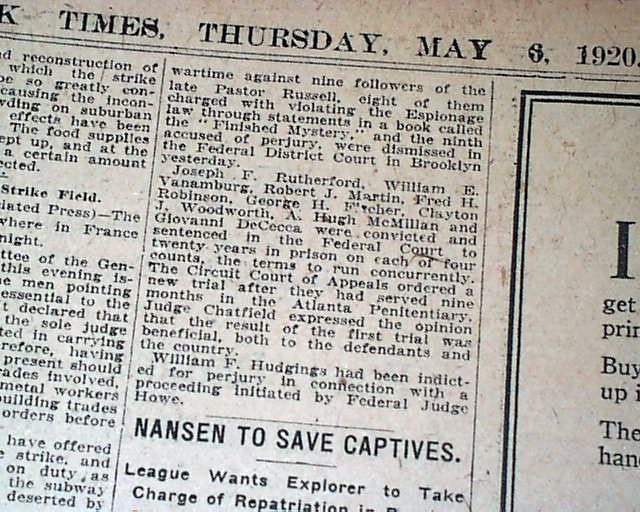 K TIMES, THURSDAY, MAY 6, 1920.
d reconstruction of
which the strike
so greatly con-
causing the incon-
wding on suburban
effects have been
The food supplies
ept up, and at the
a certain amount
ected.
Strike Field.
iated Press)—The
where in France
night.
ttee of the Gen-
this evening is-
e men pointing
essential to the
t declared that
the sole judge
ted in carrying
refore, having
present should
rades involved,
metal workers
building trades
orders before
have offered
e strike, and
on duty as
the subway
deserted by
wartime against nine followers of the
late Pastor Russell, eight of them
charged with violating the Espionage
law through statements in a book called
the "Finished Mystery," and the ninth
accused of perjury, were dismissed in
the Federal District Court in Brooklyn
yesterday.
Joseph F. Rutherford, William E.
Vanamburg, Robert J. Martin, Fred H.
Robinson, George H. Fischer, Clayton
J. Woodworth, A. Hugh McMillan and
Giovanni DeCecca were convicted and
sentenced in the Federal Court to
twenty years in prison on each of four
counts, the terms to run concurrently.
The Circuit Court of Appeals ordered a
new trial after they had served nine
months in the Atlanta Penitentiary.
Judge Chatfield expressed the opinion
that the result of the first trial was
beneficial, both to the defendants and
the country.
William F. Hudgings had been indict-
ed for perjury in connection with a
proceeding initiated by Federal Judge
Howe.
NANSEN TO SAVE CAPTIVES.
League Wants Explorer to Take
Charge of Repatriation in
I
get
prin
Buy
up i
The
hand